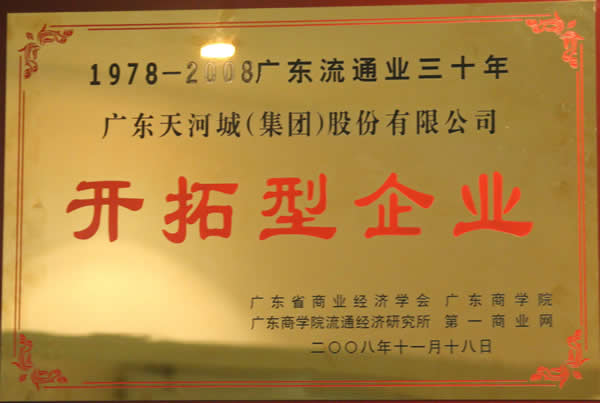 1978－2008广东流通业三十年
广东天河城(集团)股份有限公司
开拓型企业
广东省商业经济学会 广东商学院
广东商学院流通经济研究所 第一商业网
二〇〇八年十一月十八日